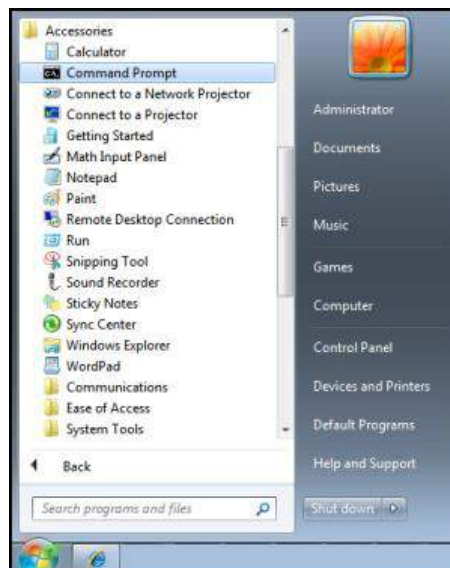 Accessories
Calculator
Command Prompt
Connect to a Network Projector
Connect to a Projector
Getting Started
Math Input Panel
Notepad
Paint
Remote Desktop Connection
Run
Snipping Tool
Sound Recorder
Sticky Notes
Sync Center
Windows Explorer
WordPad
Communications
Ease of Access
System Tools
Back
Search programs and files
Administrator
Documents
Pictures
Music
Games
Computer
Control Panel
Devices and Printers
Default Programs
Help and Support
Shut down